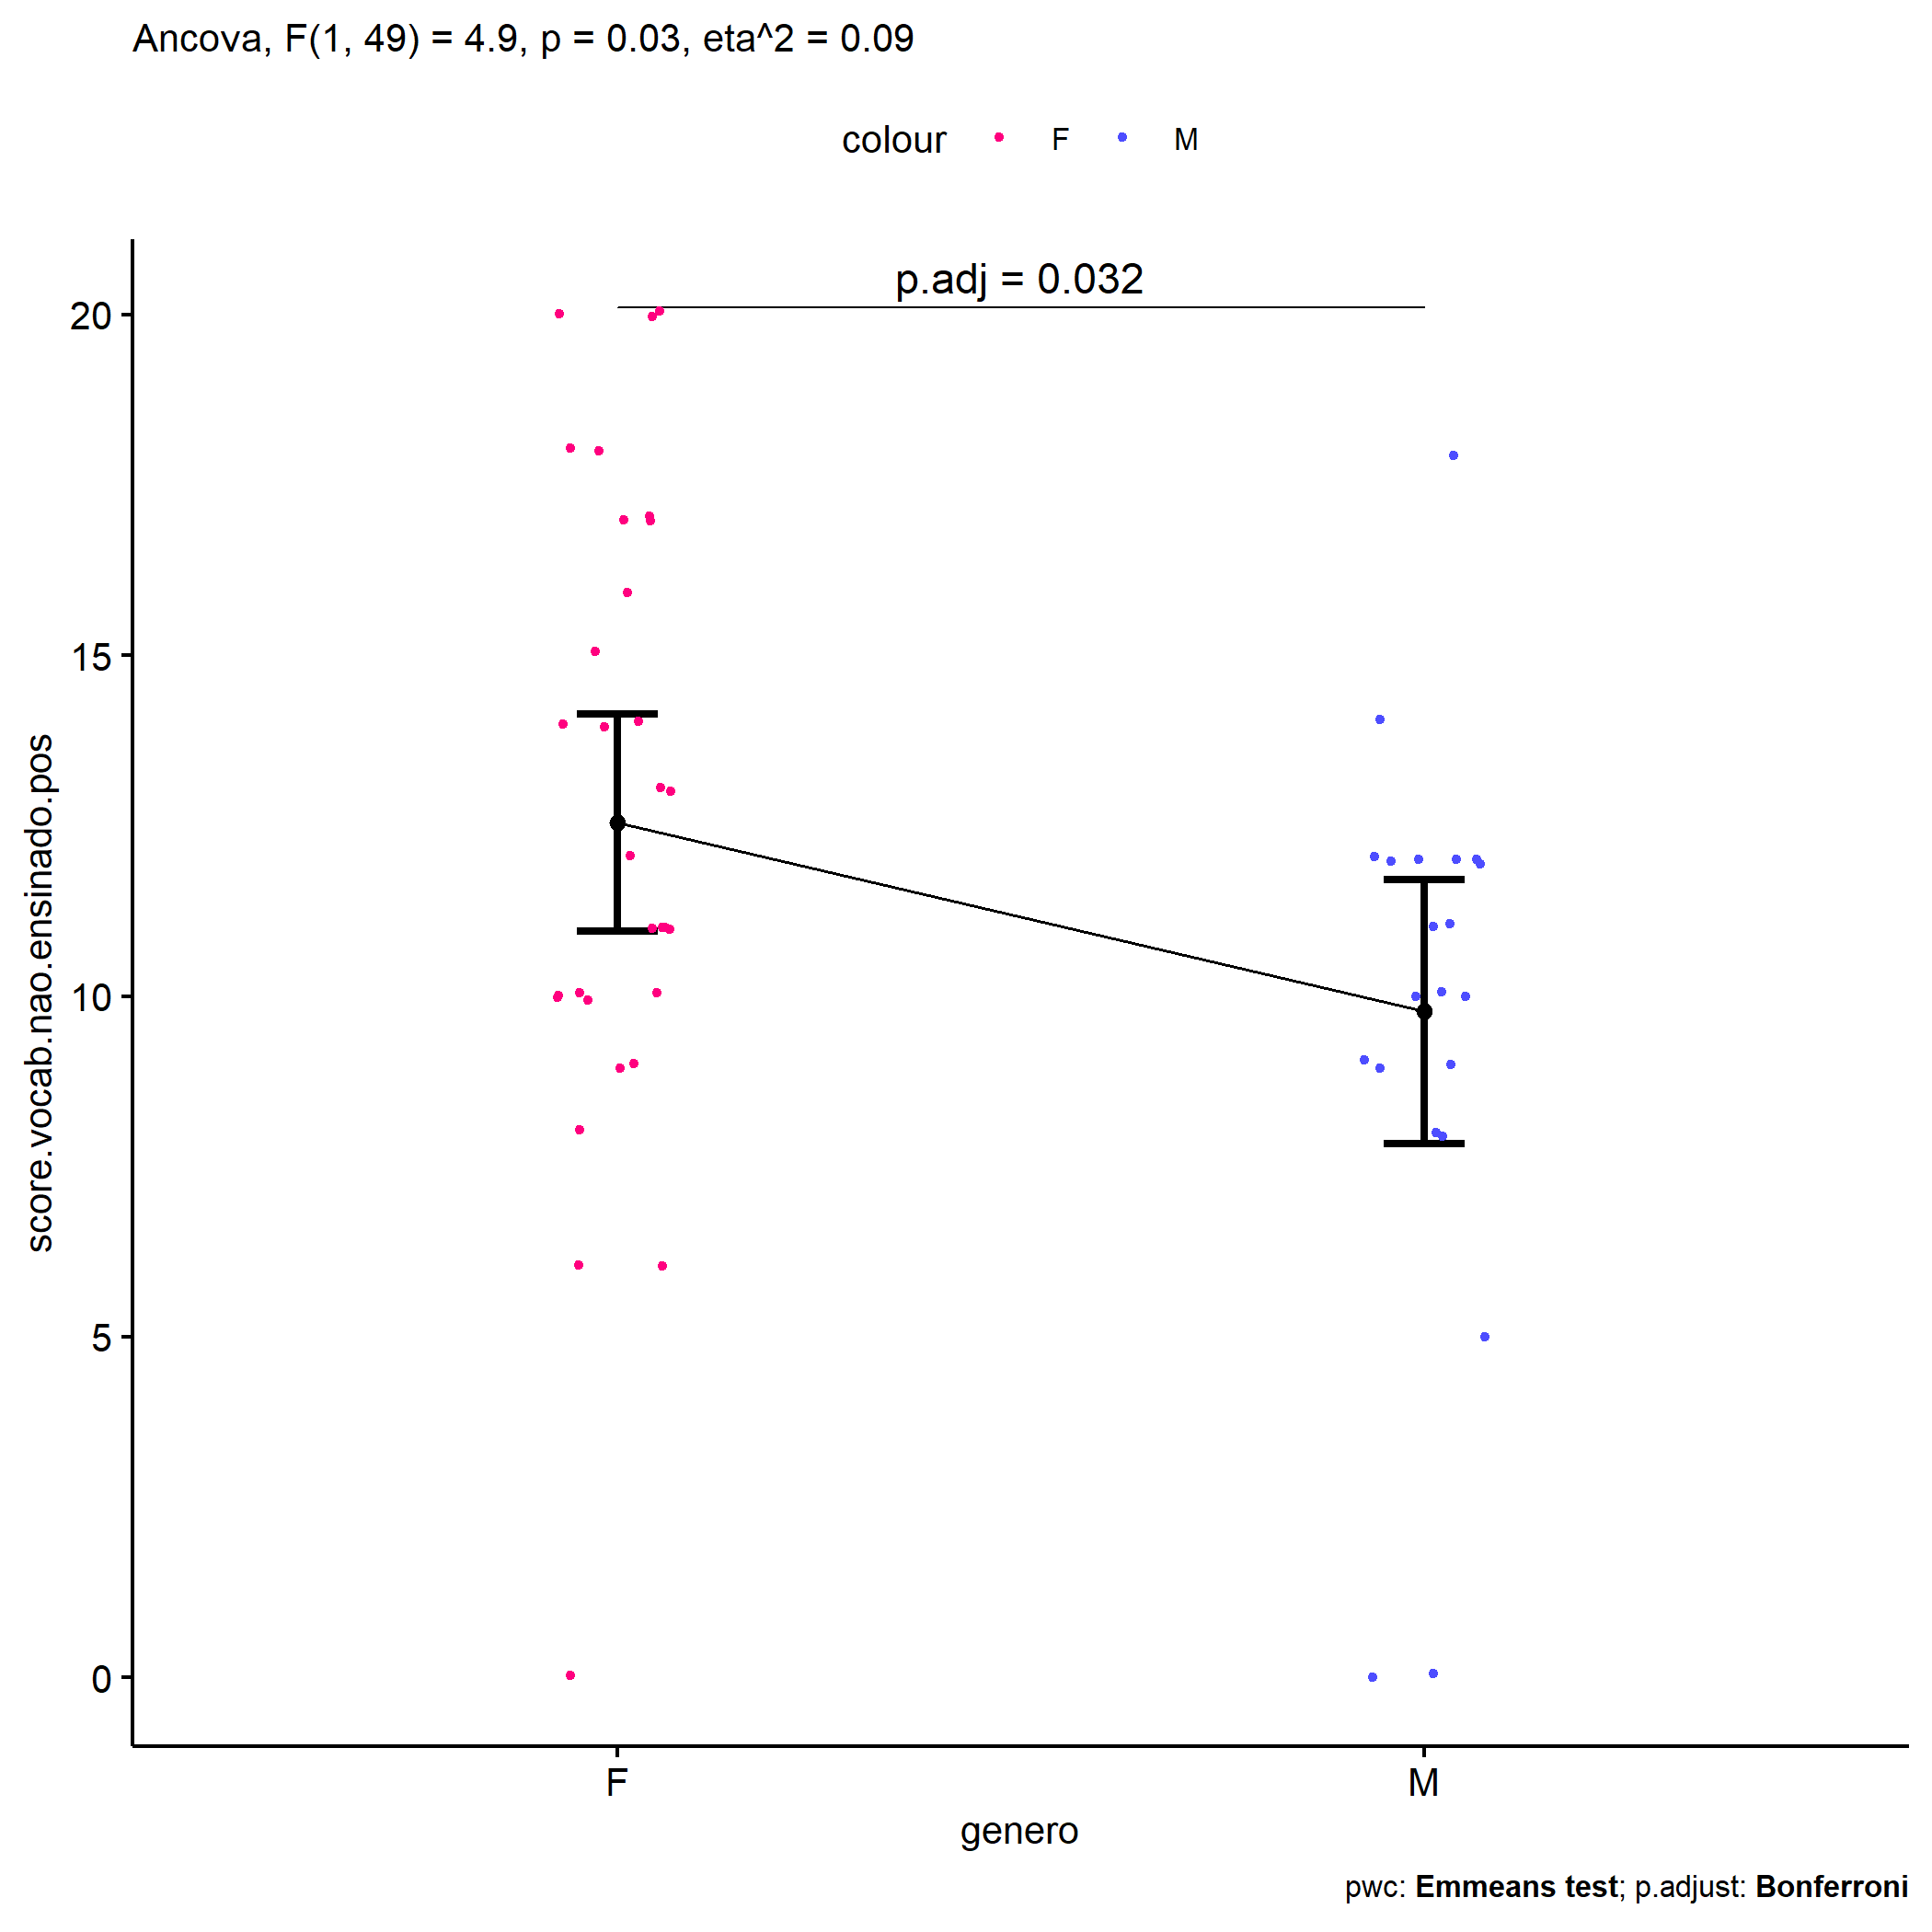 Ancova, F(1, 49) = 4.9, p = 0.03, eta^2 = 0.09
colour F M
p.adj = 0.032
20
15
10
5
0
score.vocab.nao.ensinado.pos
F M
genero
pwc: Emmeans test; p.adjust: Bonferroni